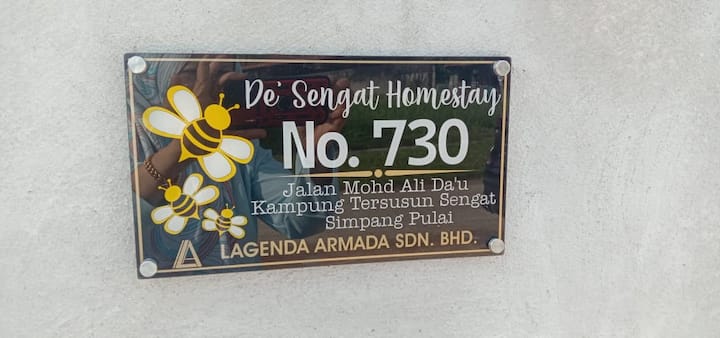 De' Sengat Homestay
No. 730
Jalan Mohd Ali Da'u
Kampung Tersusun Sengat
Simpang Pulai
LAGENDA ARMADA SDN. BHD.